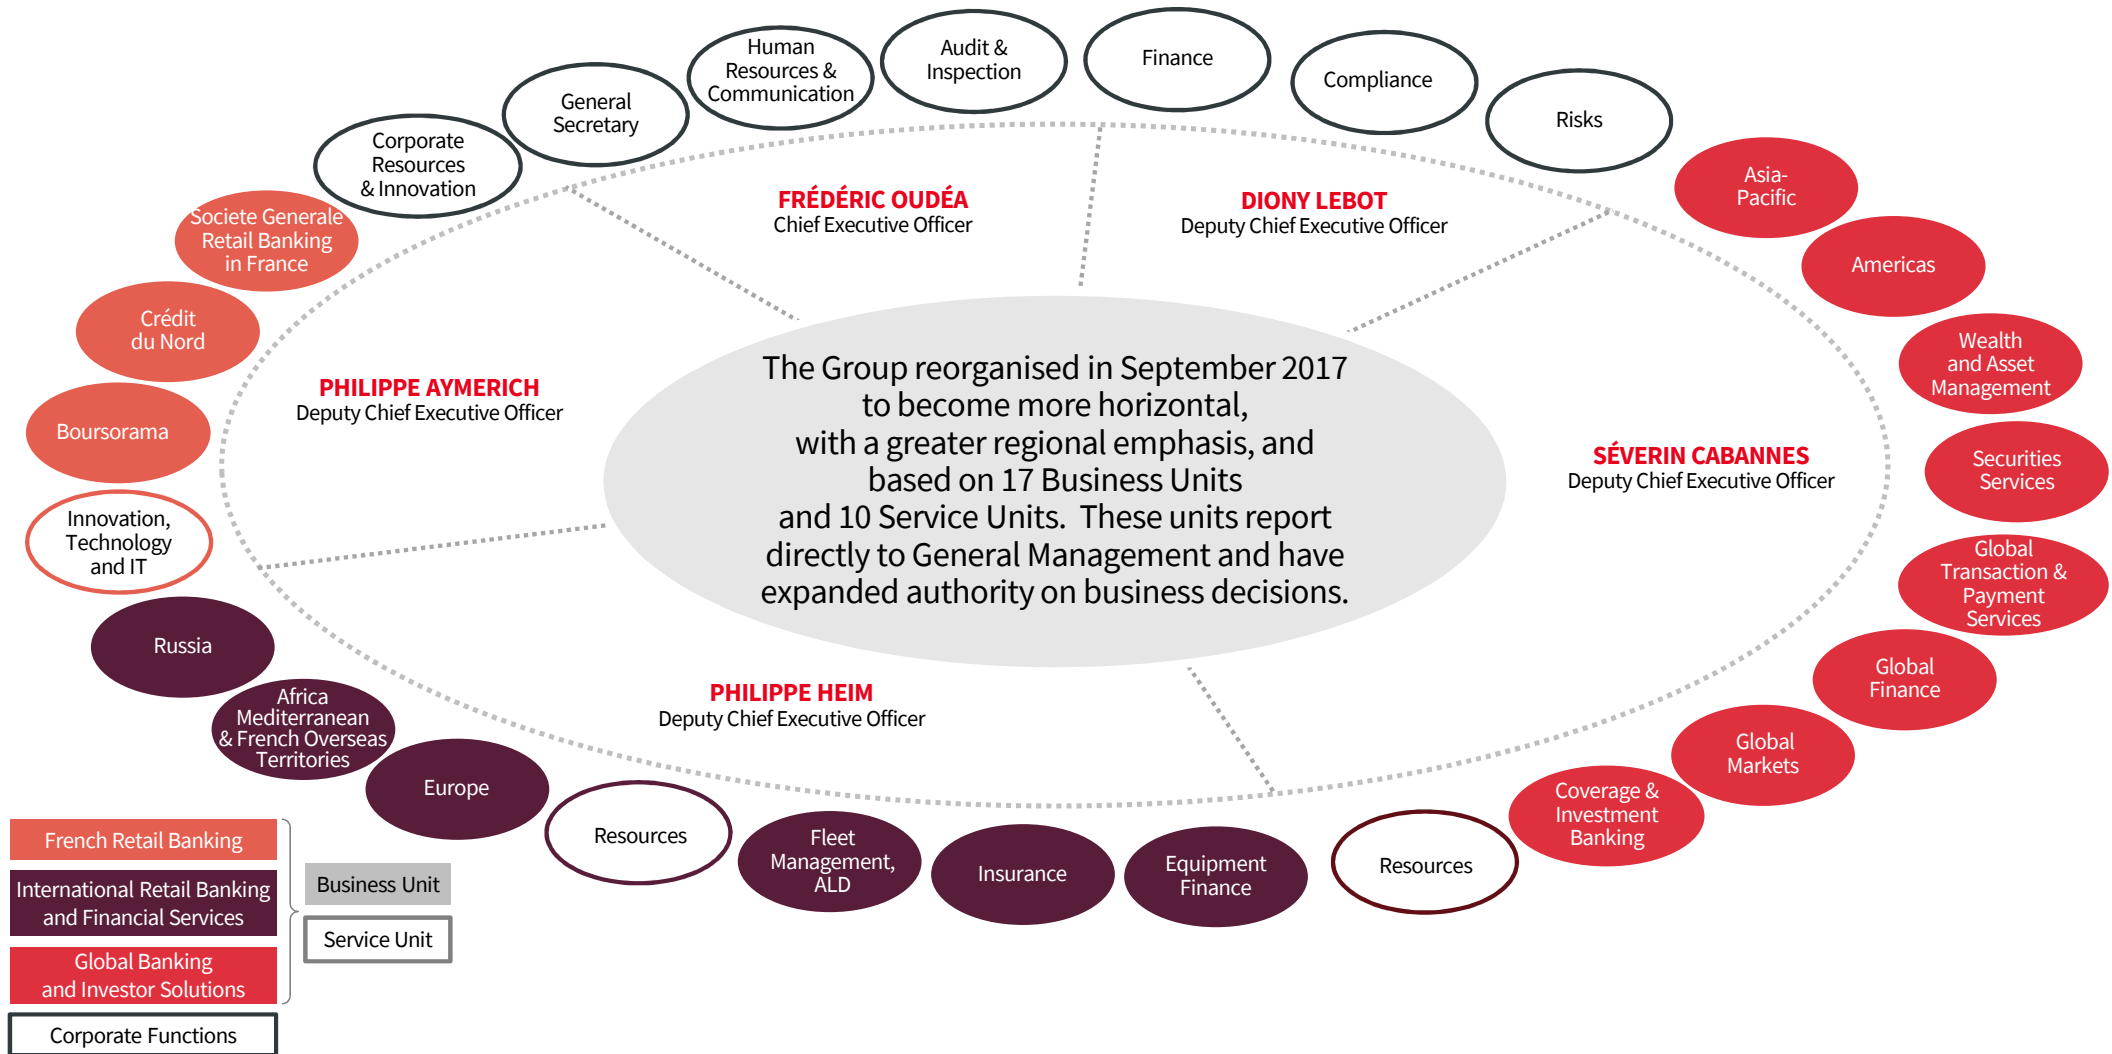 Human
Resources &
Communication
Audit &
Inspection
Finance
Compliance
Risks
General
Secretary
Corporate
Resources
& Innovation
Societe Generale
Retail Banking
in France
Crédit
du Nord
Boursorama
Innovation,
Technology
and IT
Russia
Africa
Mediterranean
& French Overseas
Territories
Europe
Resources
Fleet
Management,
ALD
Insurance
Equipment
Finance
Resources
Coverage &
Investment
Banking
Global
Markets
Global
Finance
Global
Transaction &
Payment
Services
Securities
Services
Wealth
and Asset
Management
Americas
Asia-
Pacific
FRÉDÉRIC OUDÉA
Chief Executive Officer
DIONY LEBOT
Deputy Chief Executive Officer
PHILIPPE AYMERICH
Deputy Chief Executive Officer
SÉVERIN CABANNES
Deputy Chief Executive Officer
PHILIPPE HEIM
Deputy Chief Executive Officer
The Group reorganised in September 2017
to become more horizontal,
with a greater regional emphasis, and
based on 17 Business Units
and 10 Service Units. These units report
directly to General Management and have
expanded authority on business decisions.
French Retail Banking
International Retail Banking
and Financial Services
Global Banking
and Investor Solutions
Corporate Functions
Business Unit
Service Unit